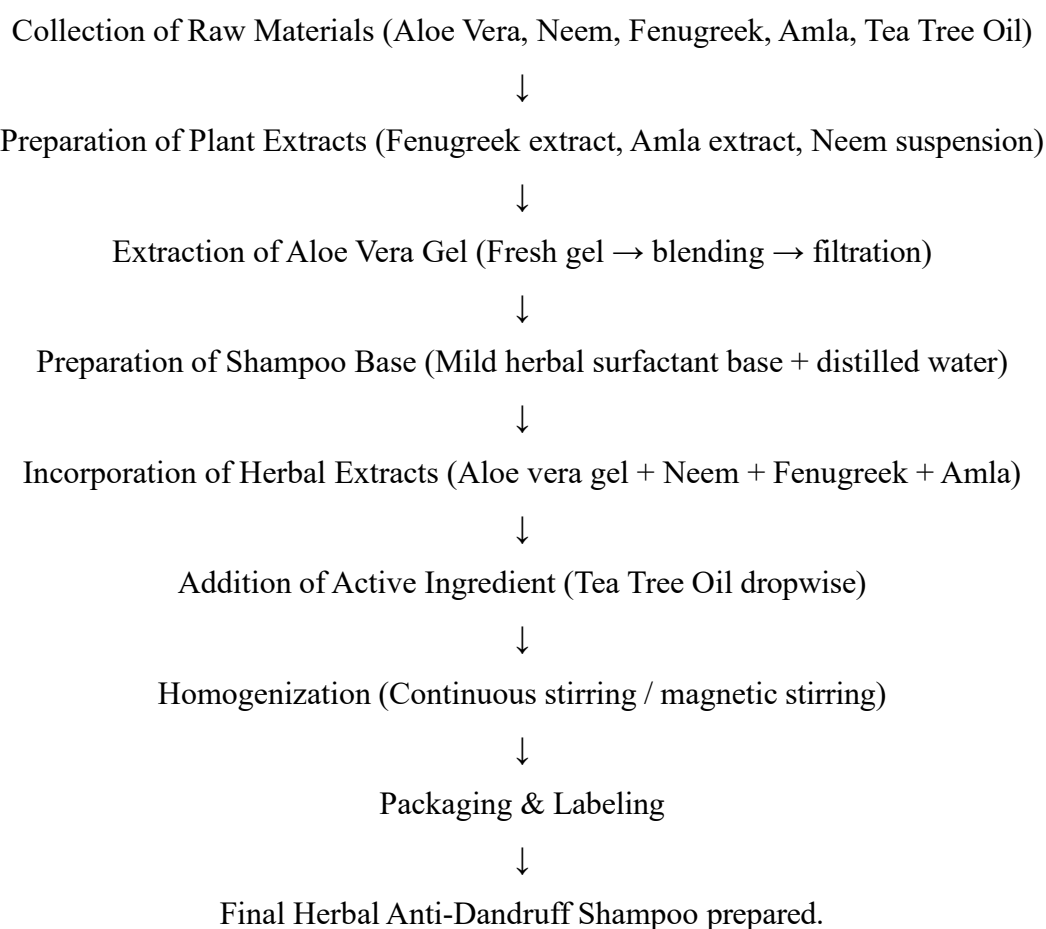 Collection of Raw Materials (Aloe Vera, Neem, Fenugreek, Amla, Tea Tree Oil)
↓
Preparation of Plant Extracts (Fenugreek extract, Amla extract, Neem suspension)
↓
Extraction of Aloe Vera Gel (Fresh gel → blending → filtration)
↓
Preparation of Shampoo Base (Mild herbal surfactant base + distilled water)
↓
Incorporation of Herbal Extracts (Aloe vera gel + Neem + Fenugreek + Amla)
↓
Addition of Active Ingredient (Tea Tree Oil dropwise)
↓
Homogenization (Continuous stirring / magnetic stirring)
↓
Packaging & Labeling
↓
Final Herbal Anti-Dandruff Shampoo prepared.